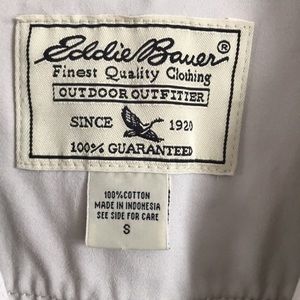 Eddie Bauer®
Finest Quality Clothing
OUTDOOR OUTFITTER
SINCE 1920
100% GUARANTEED
100%COTTON
MADE IN INDONESIA
SEE SIDE FOR CARE
S